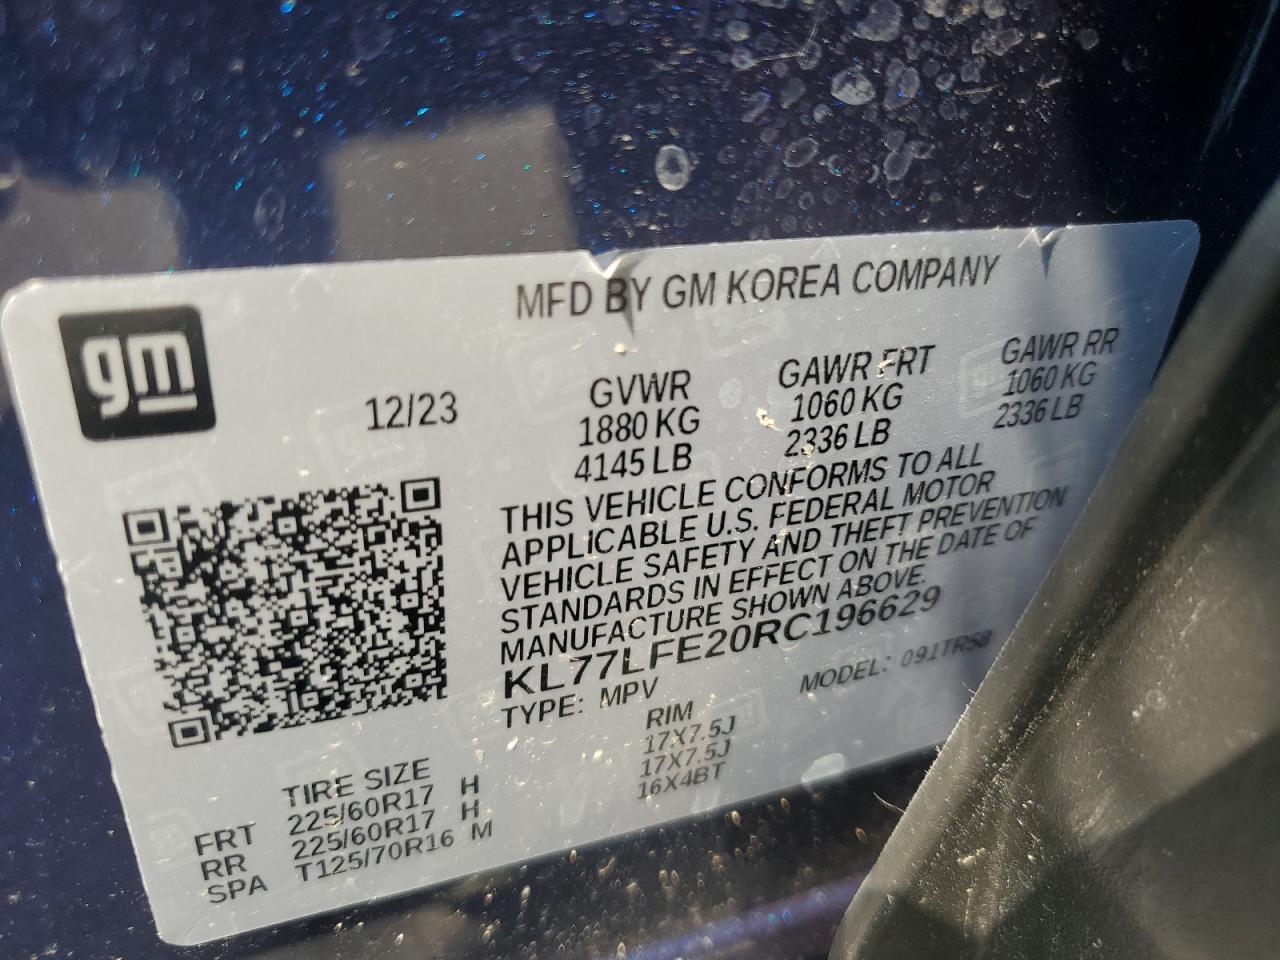 MFD BY GM KOREA COMPANY
gm
12/23
GVWR
1880 KG
4145 LB
GAWR FRT
1060 KG
2336 LB
GAWR RR
1060 KG
2336 LB
THIS VEHICLE CONFORMS TO ALL
APPLICABLE U.S. FEDERAL MOTOR
VEHICLE SAFETY AND THEFT PREVENTION
STANDARDS IN EFFECT ON THE DATE OF
MANUFACTURE SHOWN ABOVE.
KL77LFE20RC196629
TYPE: MPV MODEL: 091TR58
TIRE SIZE RIM
FRT 225/60R17 H 17X7.5J
RR 225/60R17 H 17X7.5J
SPA T125/70R16 M 16X4BT